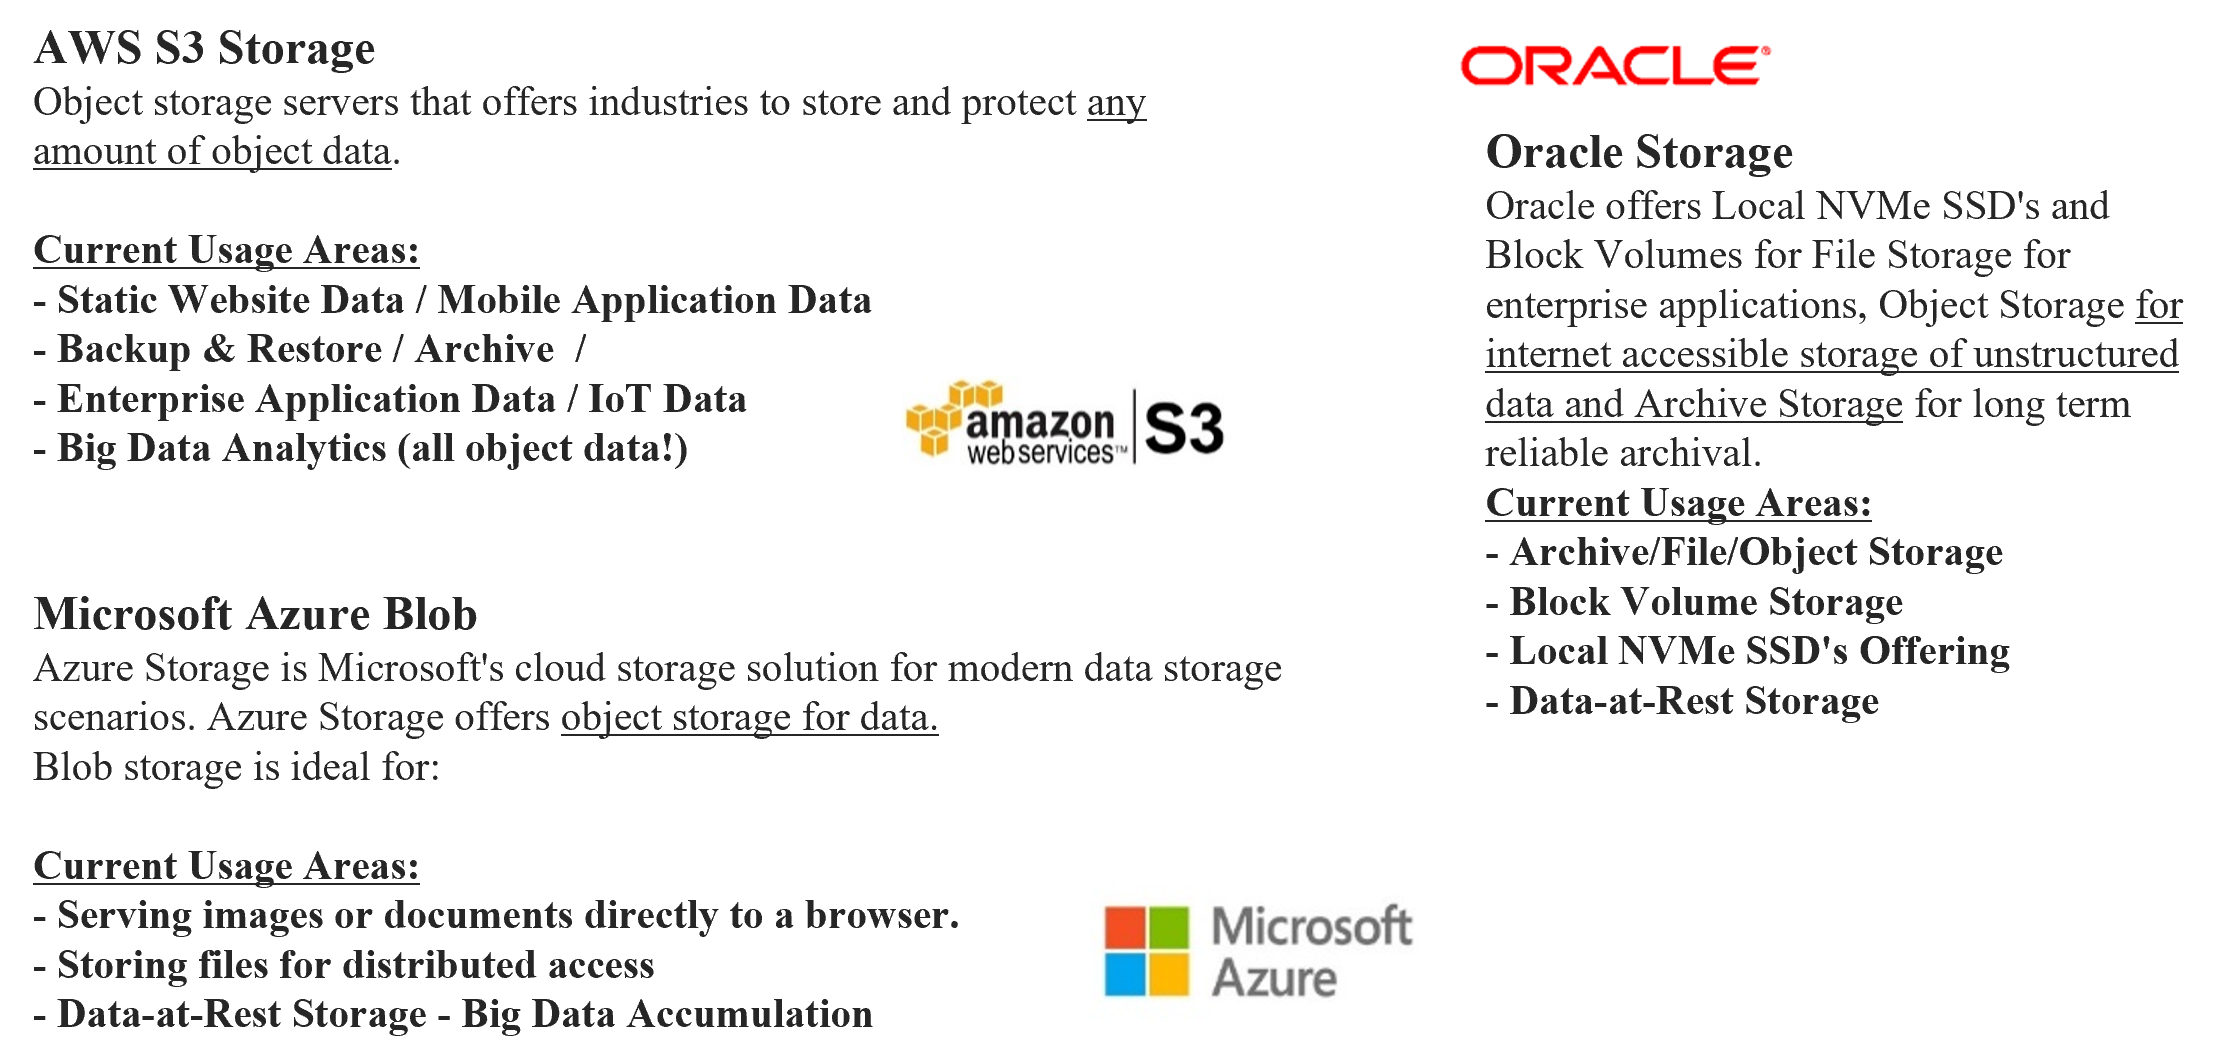 AWS S3 Storage
Object storage servers that offers industries to store and protect any
amount of object data.
Current Usage Areas:
- Static Website Data / Mobile Application Data
- Backup & Restore / Archive  /
- Enterprise Application Data / IoT Data
- Big Data Analytics (all object data!)
amazon
web services™
S3
Microsoft Azure Blob
Azure Storage is Microsoft's cloud storage solution for modern data storage
scenarios. Azure Storage offers object storage for data.
Blob storage is ideal for:
Current Usage Areas:
- Serving images or documents directly to a browser.
- Storing files for distributed access
- Data-at-Rest Storage - Big Data Accumulation
Microsoft
Azure
ORACLE®
Oracle Storage
Oracle offers Local NVMe SSD's and
Block Volumes for File Storage for
enterprise applications, Object Storage for
internet accessible storage of unstructured
data and Archive Storage for long term
reliable archival.
Current Usage Areas:
- Archive/File/Object Storage
- Block Volume Storage
- Local NVMe SSD's Offering
- Data-at-Rest Storage